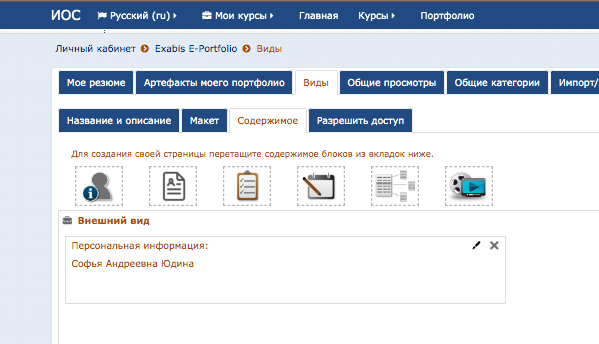 ИОС Русский (ru) Мои курсы Главная Курсы Портфолио
Личный кабинет Exabis E-Portfolio Виды
Мое резюме Артефакты моего портфолио Виды Общие просмотры Общие категории Импорт/
Название и описание Макет Содержимое Разрешить доступ
Для создания своей страницы перетащите содержимое блоков из вкладок ниже.
Внешний вид
Персональная информация:
Софья Андреевна Юдина